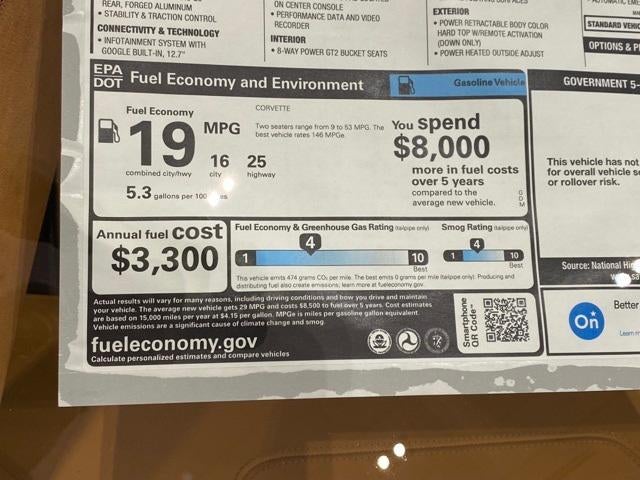 REAR, FORGED ALUMINUM
• STABILITY & TRACTION CONTROL
CONNECTIVITY & TECHNOLOGY
• INFOTAINMENT SYSTEM WITH
GOOGLE BUILT-IN, 12.7"
ON CENTER CONSOLE
• PERFORMANCE DATA AND VIDEO
RECORDER
INTERIOR
• 8-WAY POWER GT2 BUCKET SEATS
EXTERIOR
• POWER RETRACTABLE BODY COLOR
HARD TOP W/REMOTE ACTIVATION
(DOWN ONLY)
• POWER HEATED OUTSIDE ADJUST
STANDARD VEHIC
OPTIONS & P
EPA
DOT
Fuel Economy and Environment
Gasoline Vehicle
Fuel Economy
19 MPG
combined city/hwy
16
city
25
highway
5.3 gallons per 100
CORVETTE
Two seaters range from 9 to 53 MPG. The
best vehicle rates 146 MPGe.
You spend
$8,000
more in fuel costs
over 5 years
compared to the
average new vehicle.
GDM
Annual fuel cost
$3,300
Fuel Economy & Greenhouse Gas Rating (tailpipe only)
4
1
10
Best
Smog Rating (tailpipe only)
4
1
10
Best
This vehicle emits 474 grams CO₂ per mile. The best emits 0 grams per mile (tailpipe only). Producing and
distributing fuel also create emissions; learn more at fueleconomy.gov.
Actual results will vary for many reasons, including driving conditions and how you drive and maintain
your vehicle. The average new vehicle gets 29 MPG and costs $8,500 to fuel over 5 years. Cost estimates
are based on 15,000 miles per year at $4.15 per gallon. MPGe is miles per gasoline gallon equivalent.
Vehicle emissions are a significant cause of climate change and smog.
fueleconomy.gov
Calculate personalized estimates and compare vehicles
Smartphone
QR Code™
GOVERNMENT 5-
This vehicle has not
for overall vehicle s
or rollover risk.
Source: National Hi
On
Better
Learn m